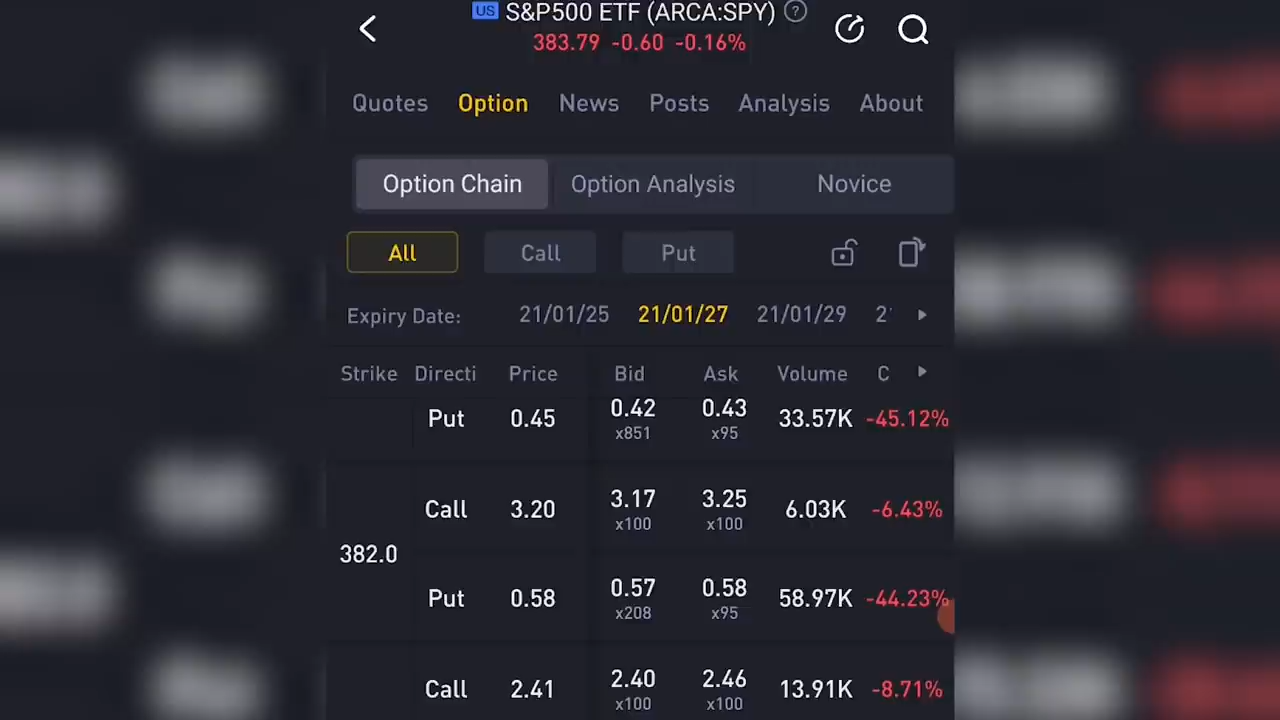 US S&P500 ETF (ARCA:SPY) ?
383.79 -0.60 -0.16%
Quotes Option News Posts Analysis About
Option Chain Option Analysis Novice
All Call Put
Expiry Date: 21/01/25 21/01/27 21/01/29 2
Strike Directi Price Bid Ask Volume C
Put 0.45 0.42 0.43 33.57K -45.12%
x851 x95
Call 3.20 3.17 3.25 6.03K -6.43%
x100 x100
382.0
Put 0.58 0.57 0.58 58.97K -44.23%
x208 x95
Call 2.41 2.40 2.46 13.91K -8.71%
x100 x100